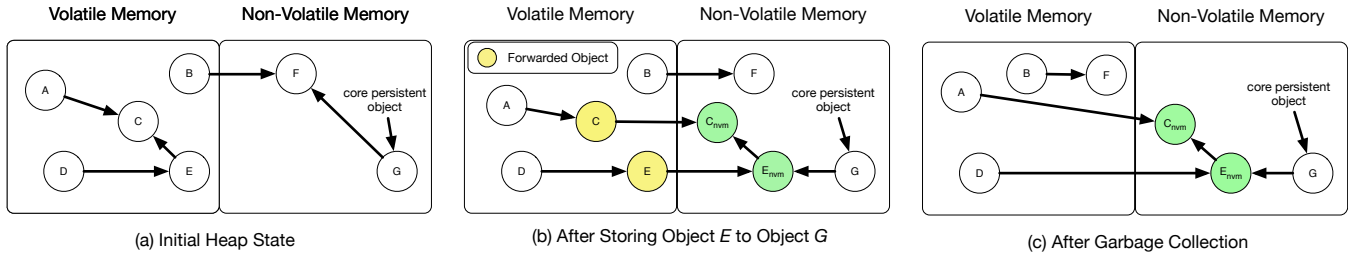 Volatile Memory
Non-Volatile Memory
A
B
C
D
E
F
core persistent
object
G
(a) Initial Heap State
Volatile Memory
Non-Volatile Memory
Forwarded Object
A
B
C
D
E
F
Cnvm
Envm
core persistent
object
G
(b) After Storing Object E to Object G
Volatile Memory
Non-Volatile Memory
A
B
F
D
Cnvm
Envm
core persistent
object
G
(c) After Garbage Collection